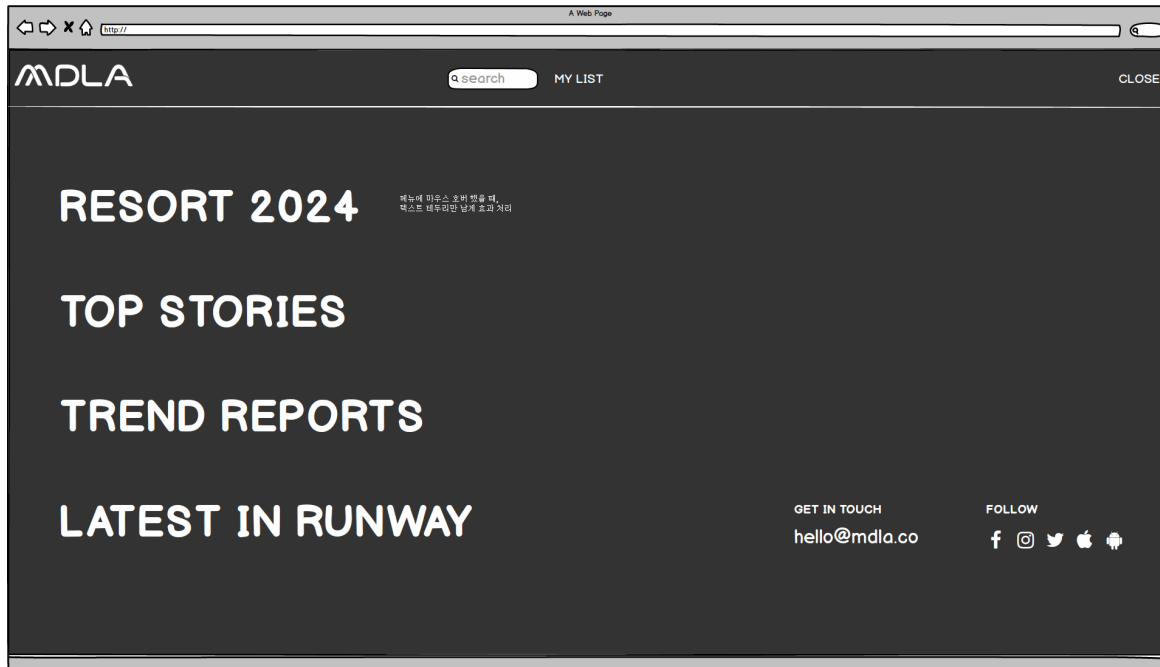 A Web Page
http://
MDLA
search
MY LIST
CLOSE
RESORT 2024
메뉴에 마우스 호버 했을 때,
텍스트 테두리만 남게 효과 처리
TOP STORIES
TREND REPORTS
LATEST IN RUNWAY
GET IN TOUCH
hello@mdla.co
FOLLOW